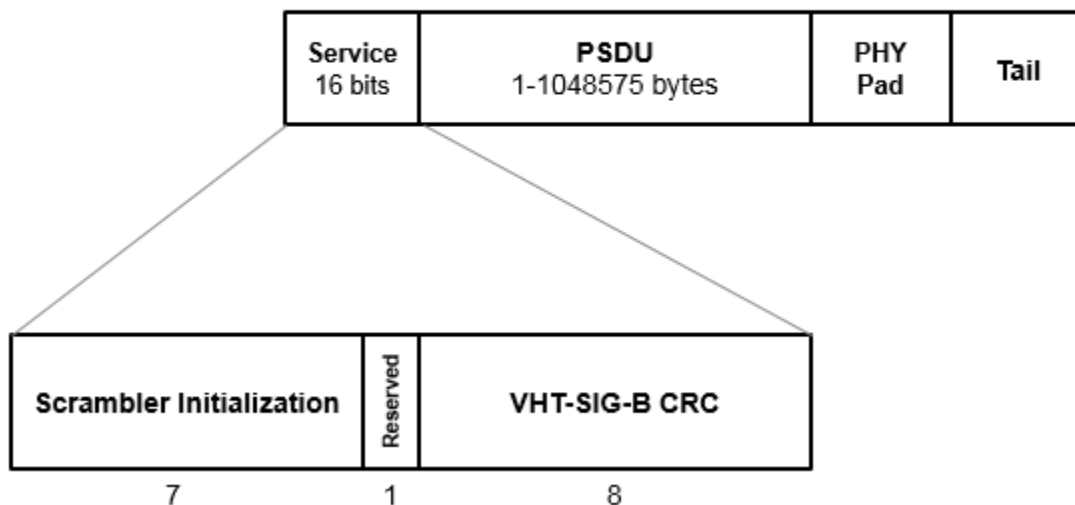 Service
16 bits
PSDU
1-1048575 bytes
PHY
Pad
Tail
Scrambler Initialization
Reserved
VHT-SIG-B CRC
7
1
8